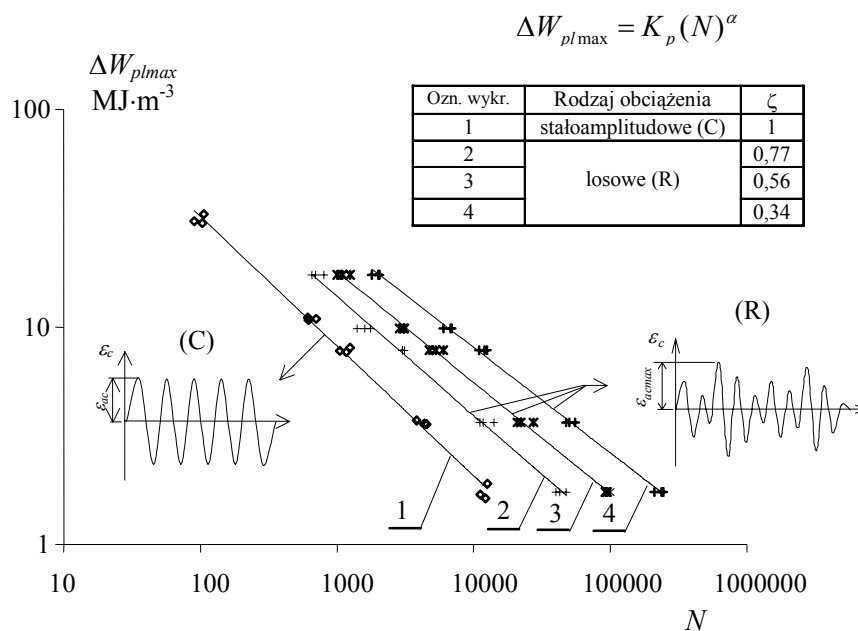 ΔW_plmax = K_p(N)^α
ΔW_plmax
MJ·m⁻³
Ozn. wykr. Rodzaj obciążenia ζ
1 stałoamplitudowe (C) 1
2 0,77
3 losowe (R) 0,56
4 0,34
100
10
1
(C)
ε_c
ε_ac
(R)
ε_c
ε_acmax
1 2 3 4
10 100 1000 10000 100000 1000000
N